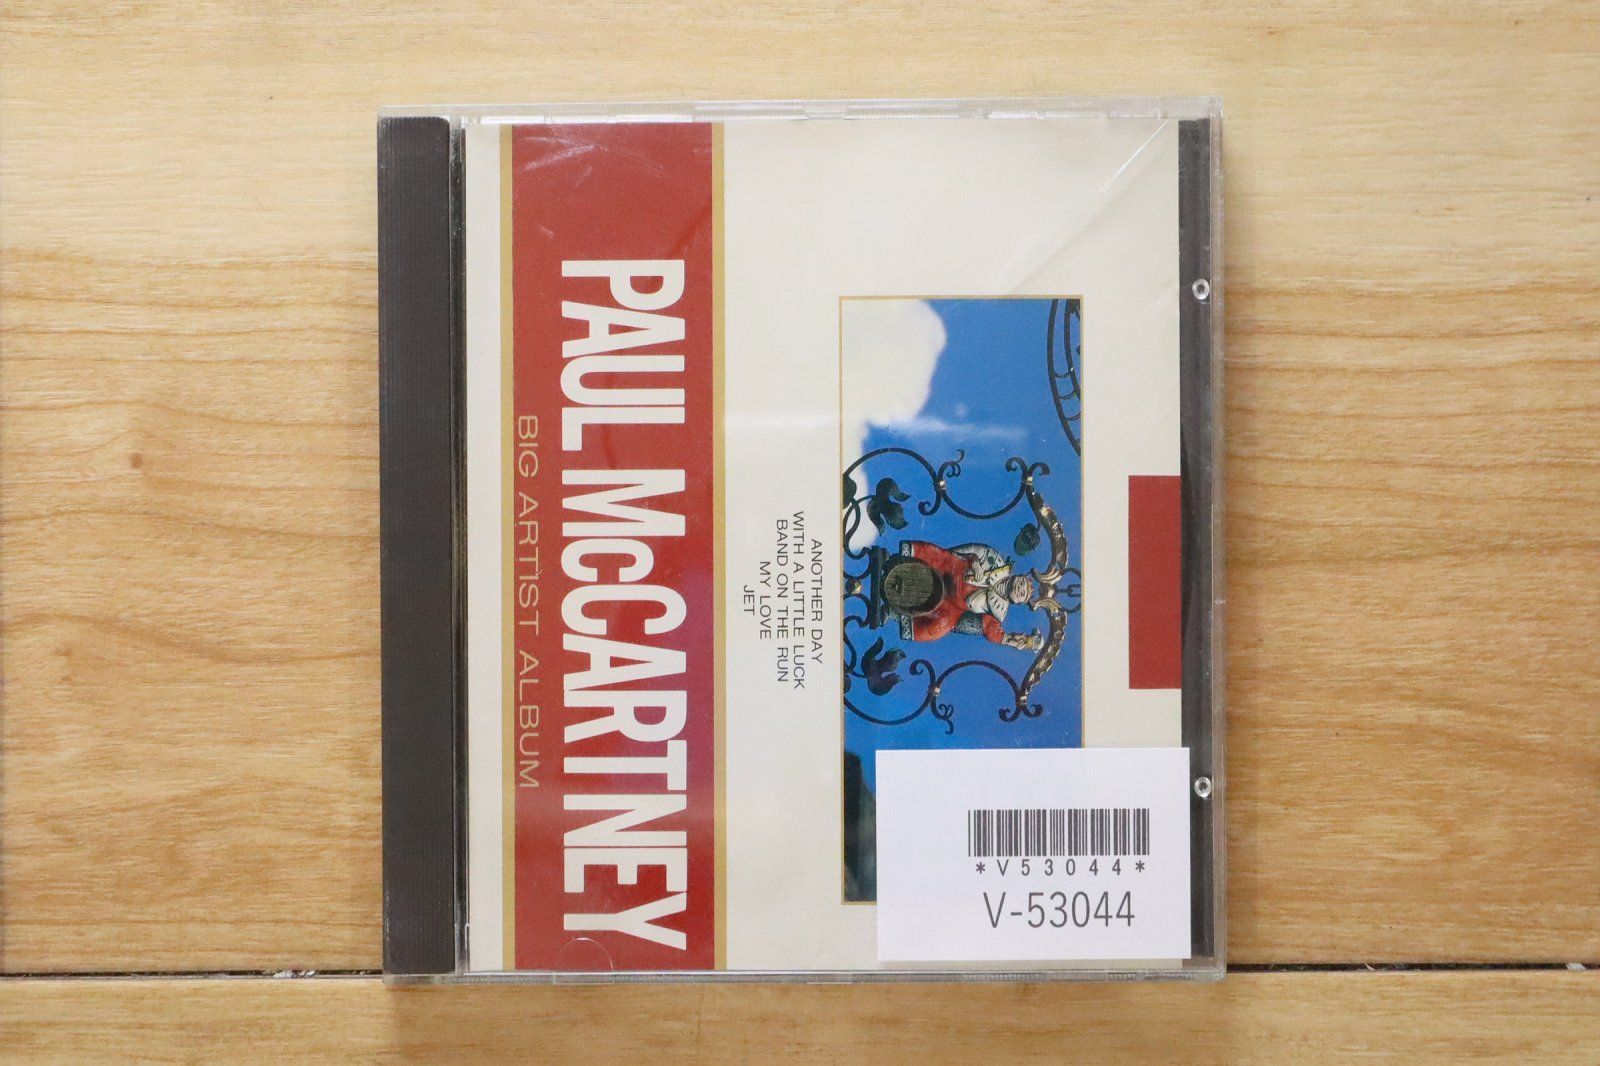 PAUL McCARTNEY
BIG ARTIST ALBUM
ANOTHER DAY
WITH A LITTLE LUCK
BAND ON THE RUN
MY LOVE
JET
*V53044*
V-53044